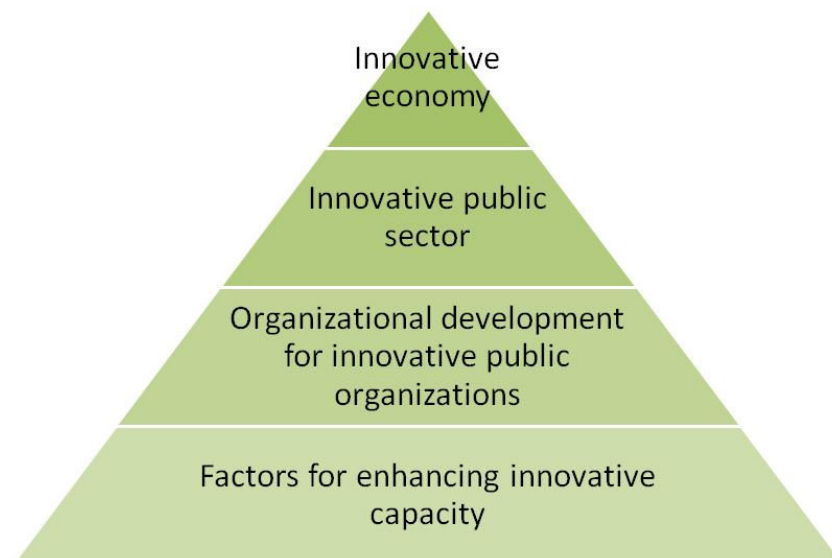 Innovative
economy
Innovative public
sector
Organizational development
for innovative public
organizations
Factors for enhancing innovative
capacity